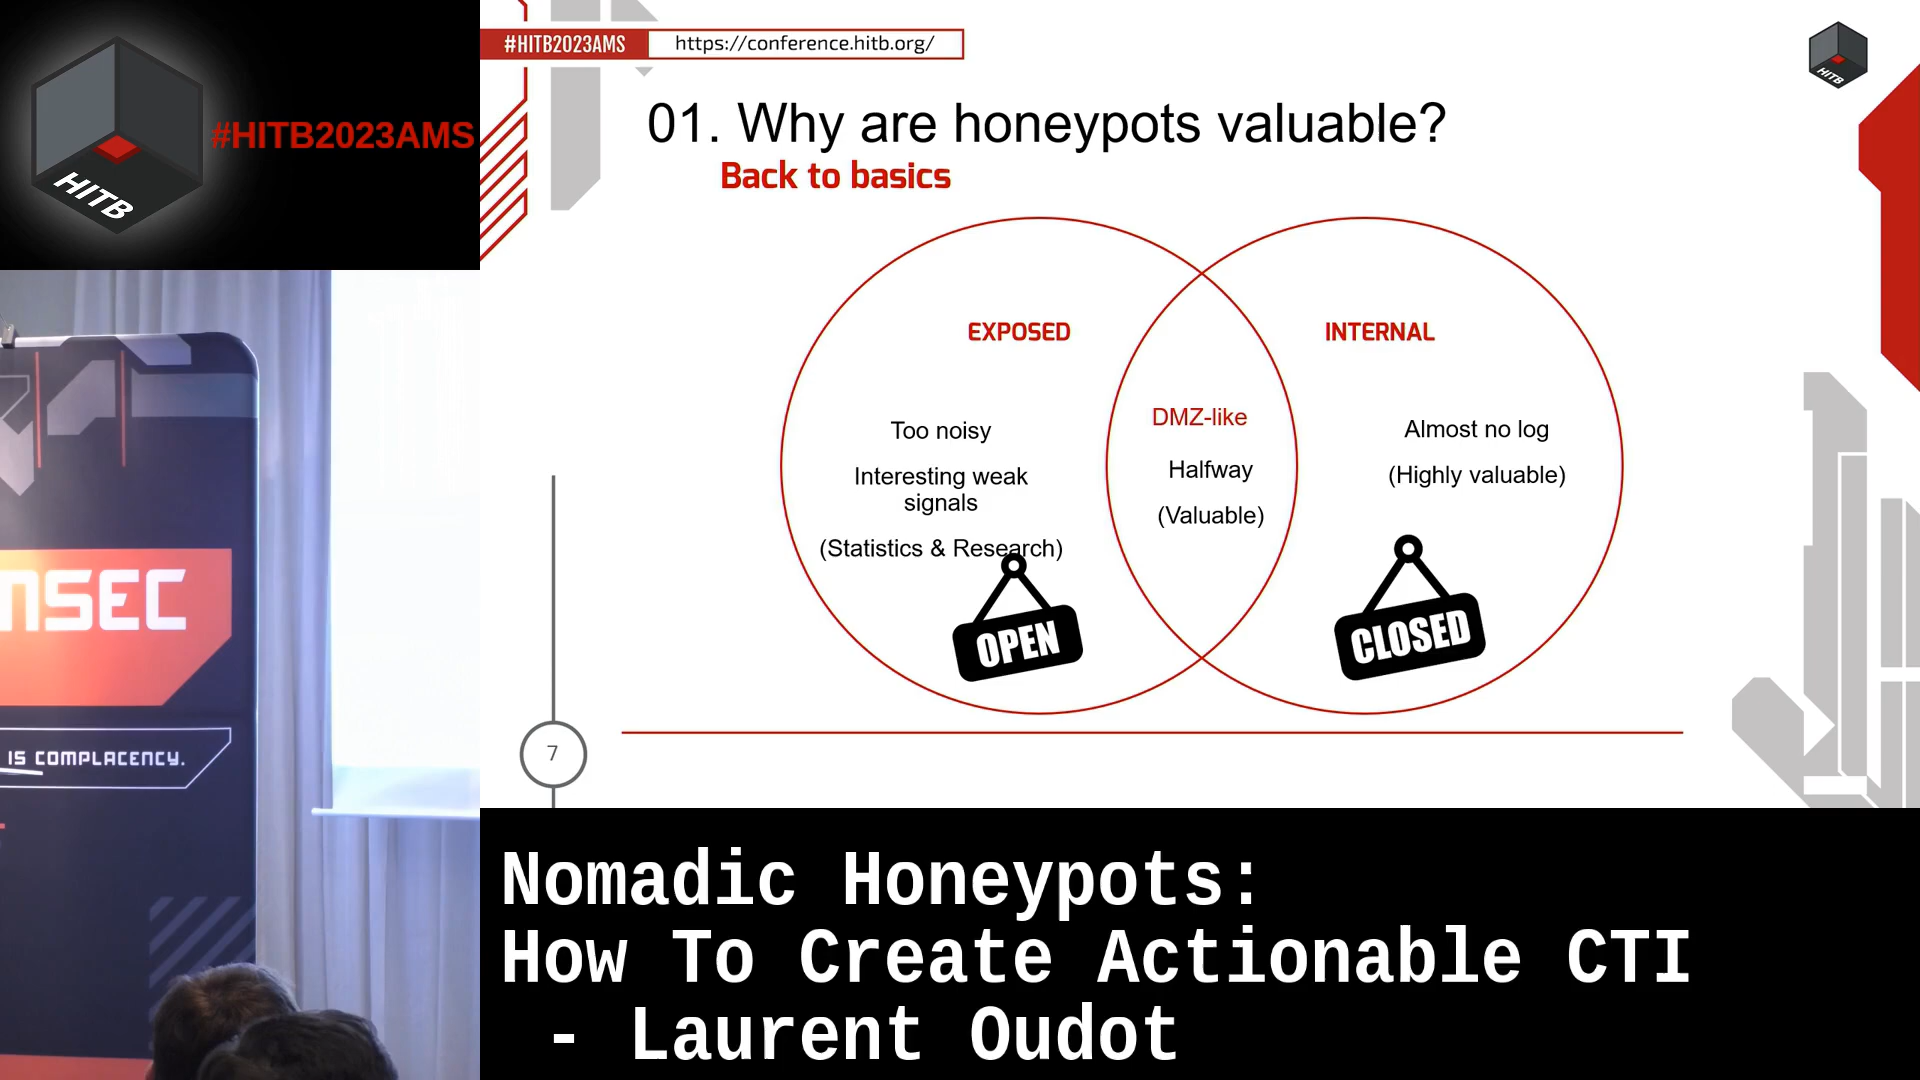 HITB
#HITB2023AMS
#HITB2023AMS
https://conference.hitb.org/
HITB
01. Why are honeypots valuable?
Back to basics
EXPOSED
Too noisy
Interesting weak
signals
(Statistics & Research)
OPEN
DMZ-like
Halfway
(Valuable)
INTERNAL
Almost no log
(Highly valuable)
CLOSED
7
SEC
IS COMPLACENCY.
Nomadic Honeypots:
How To Create Actionable CTI
- Laurent Oudot